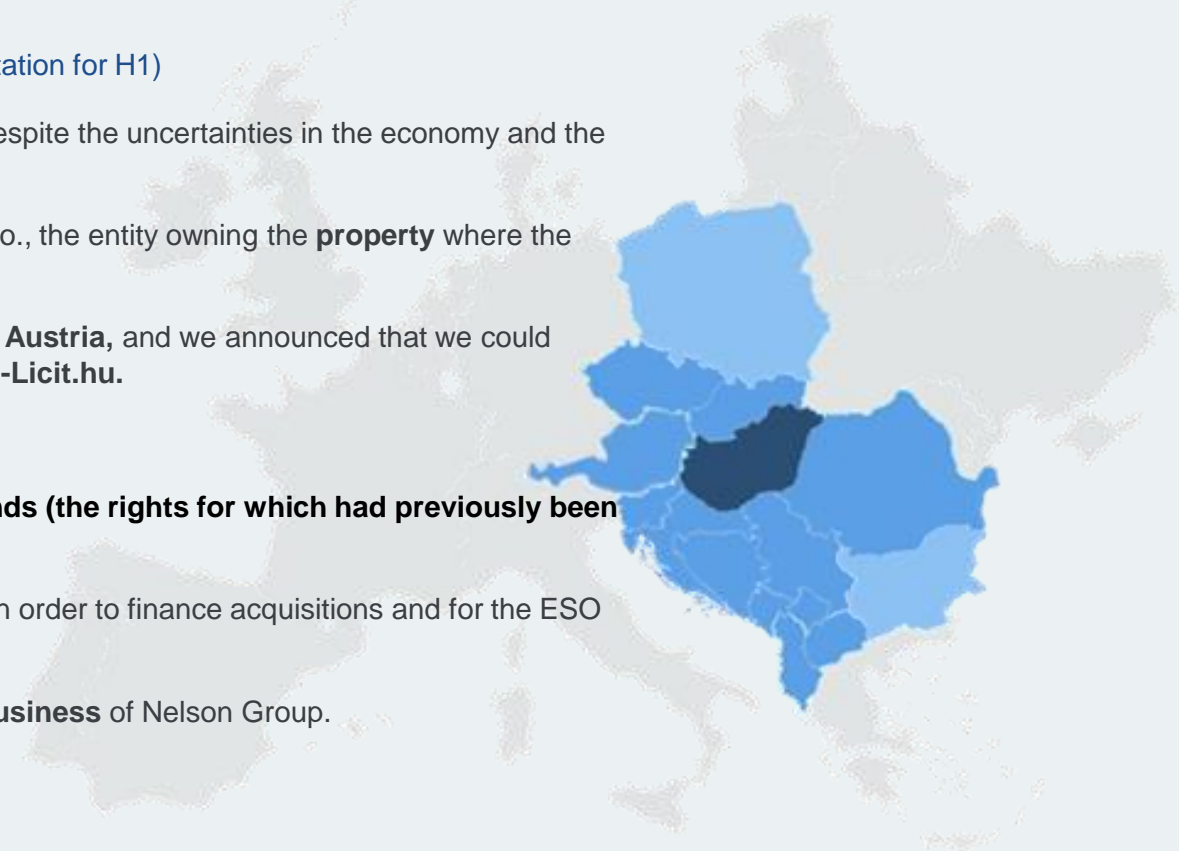 tation for H1)
espite the uncertainties in the economy and the
o., the entity owning the property where the
Austria, and we announced that we could
-Licit.hu.
nds (the rights for which had previously been
n order to finance acquisitions and for the ESO
usiness of Nelson Group.